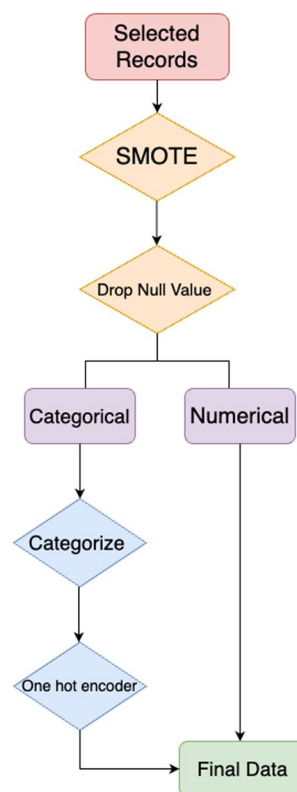 Selected
Records
SMOTE
Drop Null Value
Categorical
Numerical
Categorize
One hot encoder
Final Data